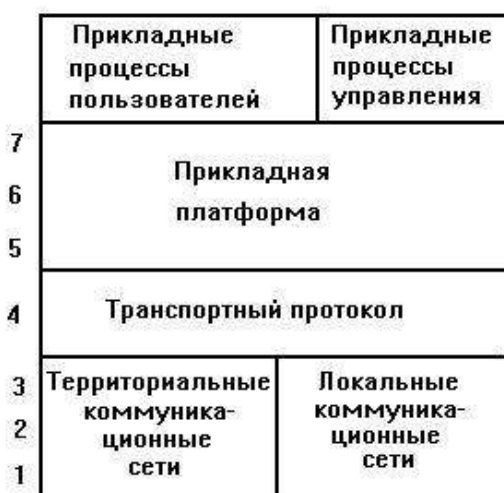 Прикладные
процессы
пользователей
Прикладные
процессы
управления
7
6
5
Прикладная
платформа
4
Транспортный протокол
3
2
1
Территориальные
коммуника-
ционные
сети
Локальные
коммуника-
ционные
сети